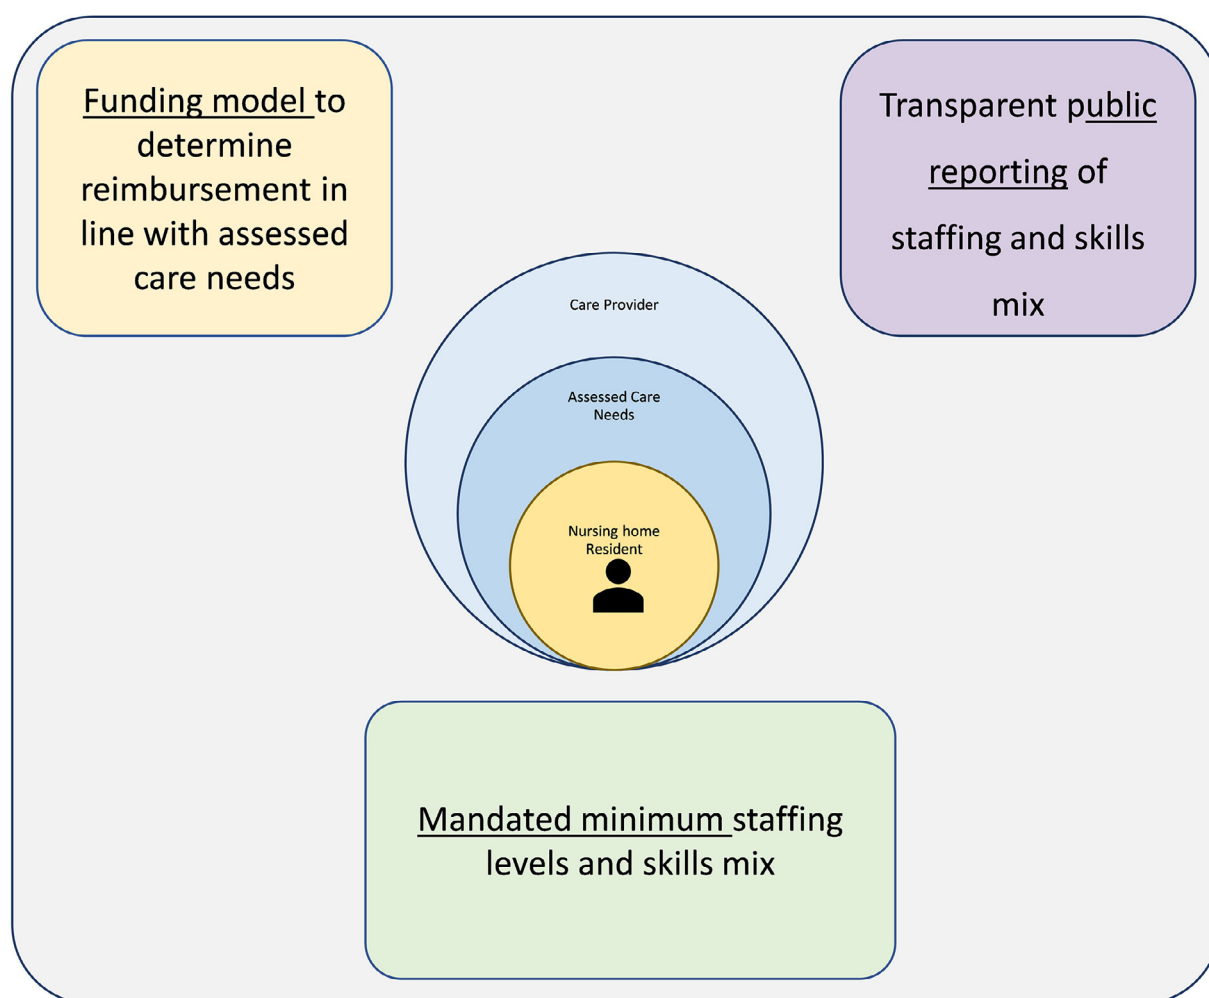 Funding model to
determine
reimbursement in
line with assessed
care needs
Transparent public
reporting of
staffing and skills
mix
Care Provider
Assessed Care
Needs
Nursing home
Resident
Mandated minimum staffing
levels and skills mix